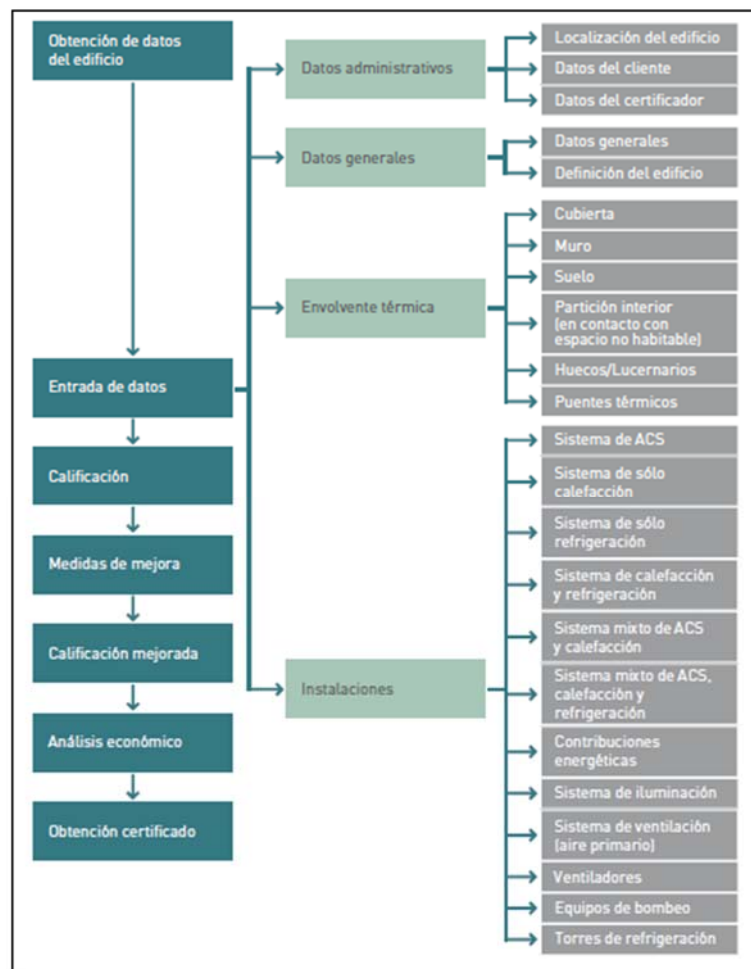 Obtención de datos
del edificio
Entrada de datos
Calificación
Medidas de mejora
Calificación mejorada
Análisis económico
Obtención certificado
Datos administrativos
Datos generales
Envolvente térmica
Instalaciones
Localización del edificio
Datos del cliente
Datos del certificador
Datos generales
Definición del edificio
Cubierta
Muro
Suelo
Partición interior
(en contacto con
espacio no habitable)
Huecos/Lucernarios
Puentes térmicos
Sistema de ACS
Sistema de sólo
calefacción
Sistema de sólo
refrigeración
Sistema de calefacción
y refrigeración
Sistema mixto de ACS
y calefacción
Sistema mixto de ACS,
calefacción y
refrigeración
Contribuciones
energéticas
Sistema de iluminación
Sistema de ventilación
(aire primario)
Ventiladores
Equipos de bombeo
Torres de refrigeración